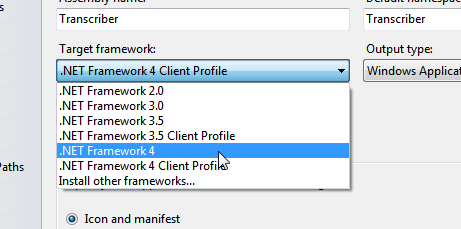 Assembly name:
Default namespace
Transcriber
Transcriber
Target framework:
Output type:
.NET Framework 4 Client Profile
Windows Applicat
.NET Framework 2.0
.NET Framework 3.0
.NET Framework 3.5
.NET Framework 3.5 Client Profile
.NET Framework 4
.NET Framework 4 Client Profile
Paths
Install other frameworks...
Icon and manifest